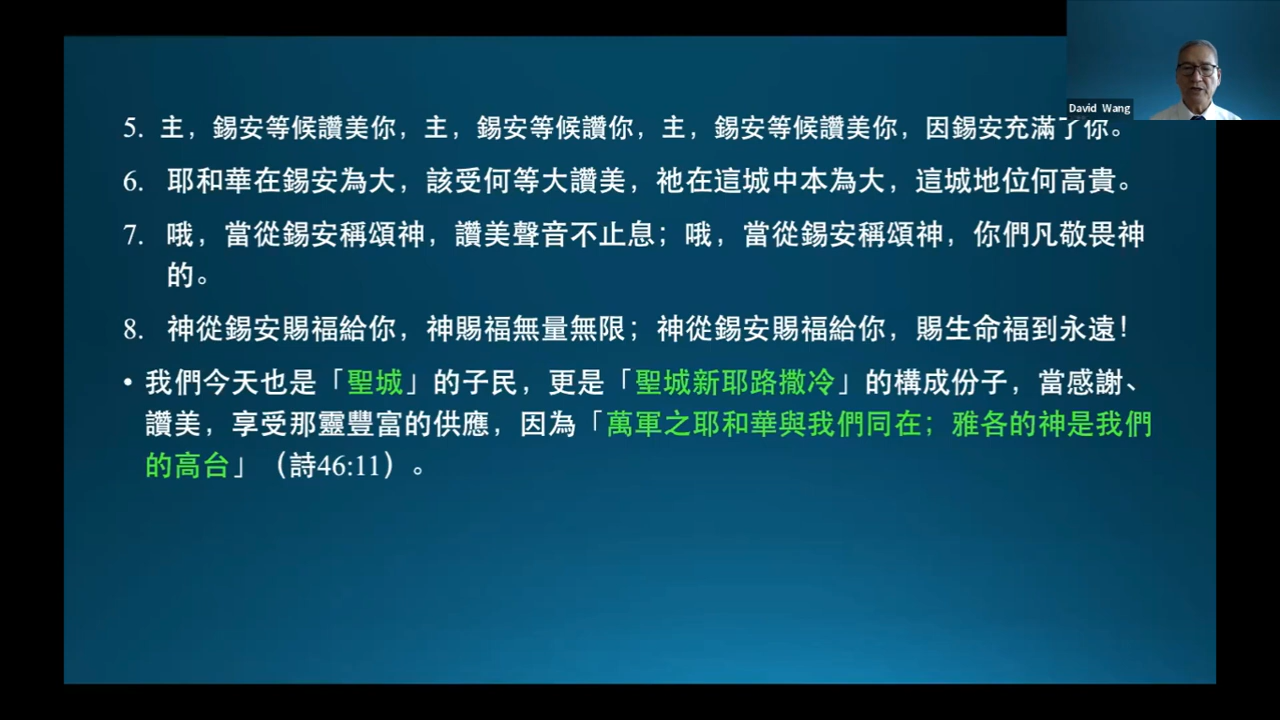 David Wang
5. 主，錫安等候讚美你，主，錫安等候讚你，主，錫安等候讚美你，因錫安充滿了你。
6. 耶和華在錫安為大，該受何等大讚美，祂在這城中本為大，這城地位何高貴。
7. 哦，當從錫安稱頌神，讚美聲音不止息；哦，當從錫安稱頌神，你們凡敬畏神
的。
8. 神從錫安賜福給你，神賜福無量無限；神從錫安賜福給你，賜生命福到永遠！
• 我們今天也是「聖城」的子民，更是「聖城新耶路撒冷」的構成份子，當感謝、
讚美，享受那靈豐富的供應，因為「萬軍之耶和華與我們同在；雅各的神是我們
的高台」（詩46:11）。